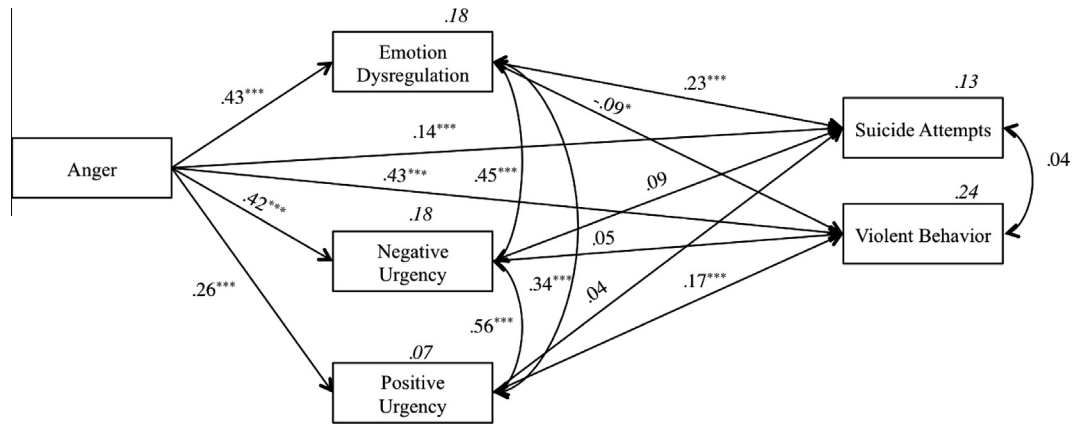 .18
Emotion
Dysregulation
.43***
.23***
-.09*
.13
Suicide Attempts
.14***
Anger
.04
.45***
.43***
.09
.42***
.18
.24
Negative
Urgency
.05
Violent Behavior
.26***
.34***
.04
.17***
.56***
.07
Positive
Urgency